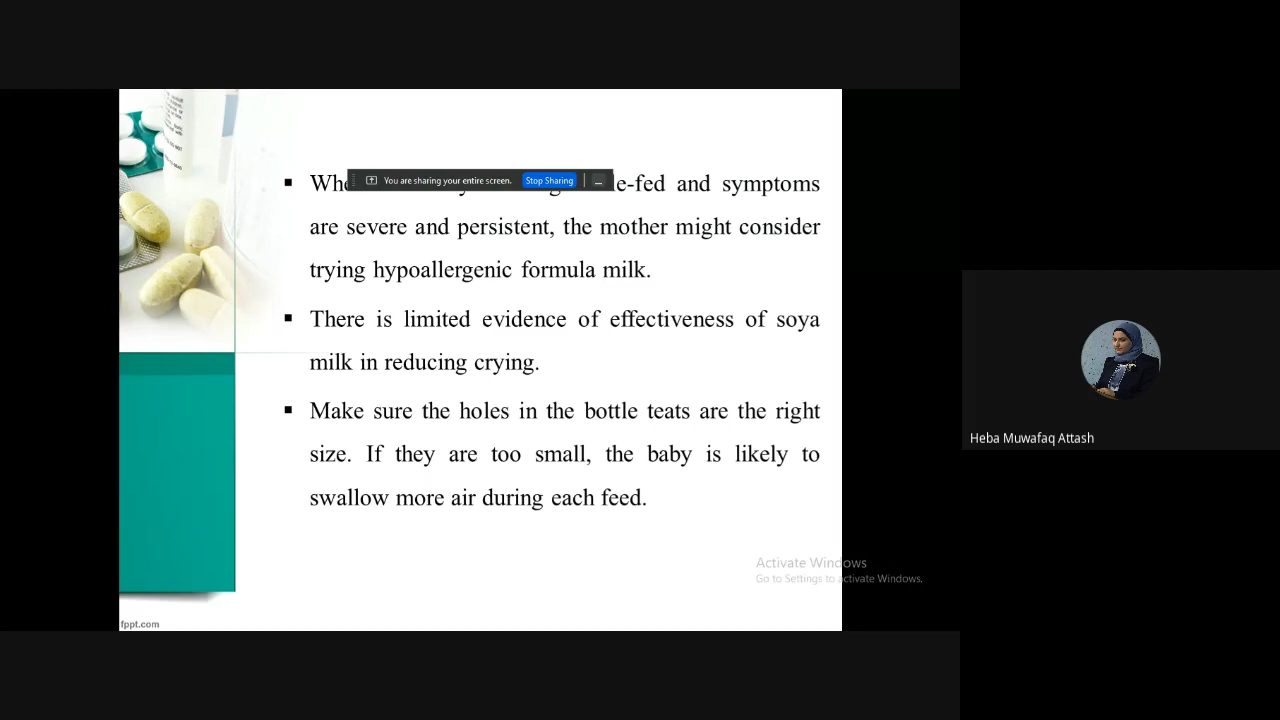 You are sharing your entire screen. Stop Sharing
e-fed and symptoms
are severe and persistent, the mother might consider
trying hypoallergenic formula milk.
▪ There is limited evidence of effectiveness of soya
milk in reducing crying.
▪ Make sure the holes in the bottle teats are the right
size. If they are too small, the baby is likely to
swallow more air during each feed.
Heba Muwafaq Attash
Activate Windows
Go to Settings to activate Windows.
fppt.com